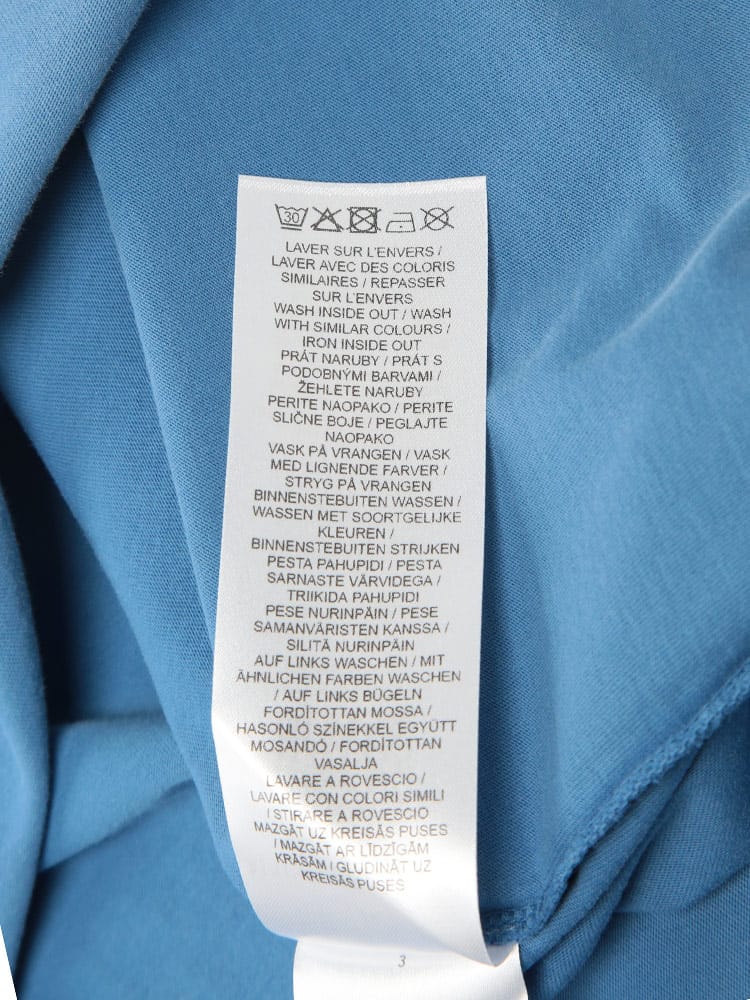 30
LAVER SUR L'ENVERS /
LAVER AVEC DES COLORIS
SIMILAIRES / REPASSER
SUR L'ENVERS
WASH INSIDE OUT / WASH
WITH SIMILAR COLOURS /
IRON INSIDE OUT
PRÁT NARUBY / PRÁT S
PODOBNÝMI BARVAMI /
ŽEHLETE NARUBY
PERITE NAOPAKO / PERITE
SLIČNE BOJE / PEGLAJTE
NAOPAKO
VASK PÅ VRANGEN / VASK
MED LIGNENDE FARVER /
STRYG PÅ VRANGEN
BINNENSTEBUITEN WASSEN /
WASSEN MET SOORTGELIJKE
KLEUREN /
BINNENSTEBUITEN STRIJKEN
PESTA PAHUPIDI / PESTA
SARNASTE VÄRVIDEGA /
TRIIKIDA PAHUPIDI
PESE NURINPÄIN / PESE
SAMANVÄRISTEN KANSSA /
SILITÄ NURINPÄIN
AUF LINKS WASCHEN / MIT
ÄHNLICHEN FARBEN WASCHEN
/ AUF LINKS BÜGELN
FORDÍTOTTAN MOSSA /
HASONLÓ SZÍNEKKEL EGYÜTT
MOSANDÓ / FORDÍTOTTAN
VASALJA
LAVARE A ROVESCIO /
LAVARE CON COLORI SIMILI
/ STIRARE A ROVESCIO
MAZGĀT UZ KREISĀS PUSES
/ MAZGĀT AR LĪDZĪGĀM
KRĀSĀM / GLUDINĀT UZ
KREISĀS PUSES
3